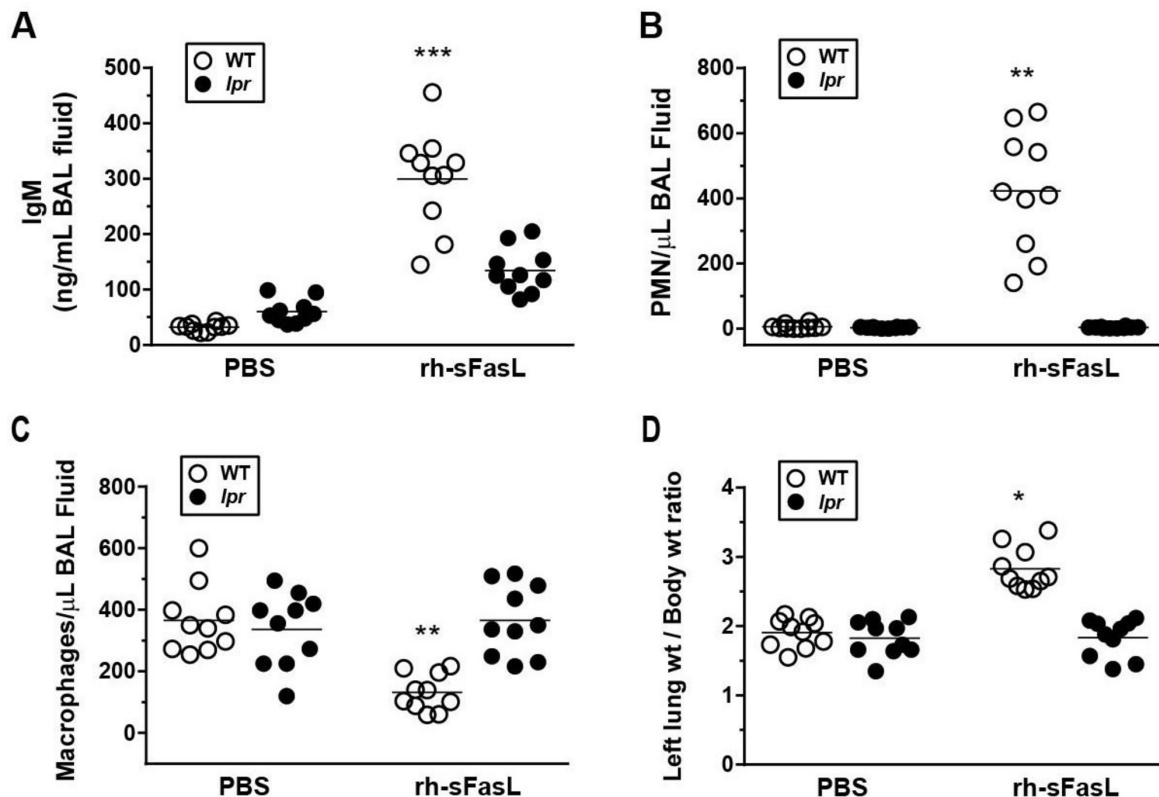 A
IgM
(ng/mL BAL fluid)
WT
lpr
***
500
400
300
200
100
0
PBS
rh-sFasL
B
PMN/μL BAL Fluid
WT
lpr
**
800
600
400
200
0
PBS
rh-sFasL
C
Macrophages/μL BAL Fluid
WT
lpr
800
600
400
200
0
**
PBS
rh-sFasL
D
Left lung wt / Body wt ratio
WT
lpr
*
4
3
2
1
0
PBS
rh-sFasL